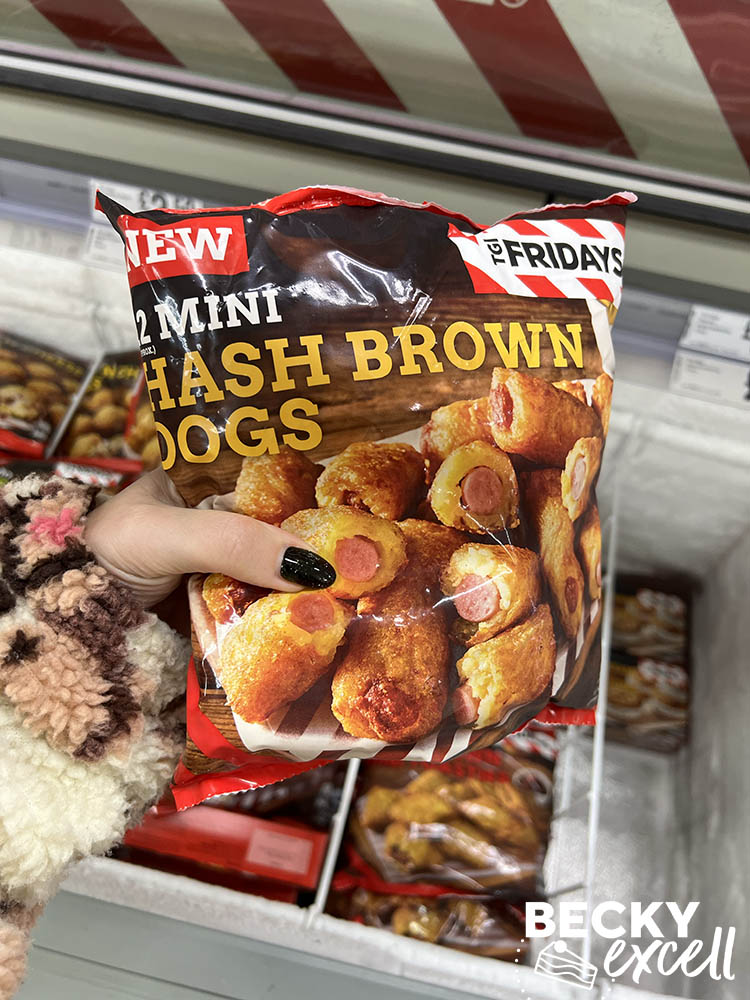 NEW
TGI FRIDAYS
2 MINI
HASH BROWN
DOGS
BECKY
excell